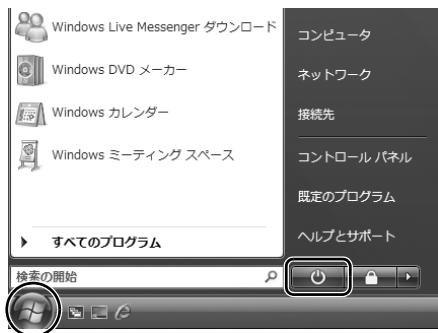 Windows Live Messenger ダウンロード
Windows DVD メーカー
Windows カレンダー
Windows ミーティング スペース
すべてのプログラム
検索の開始
コンピュータ
ネットワーク
接続先
コントロール パネル
既定のプログラム
ヘルプとサポート